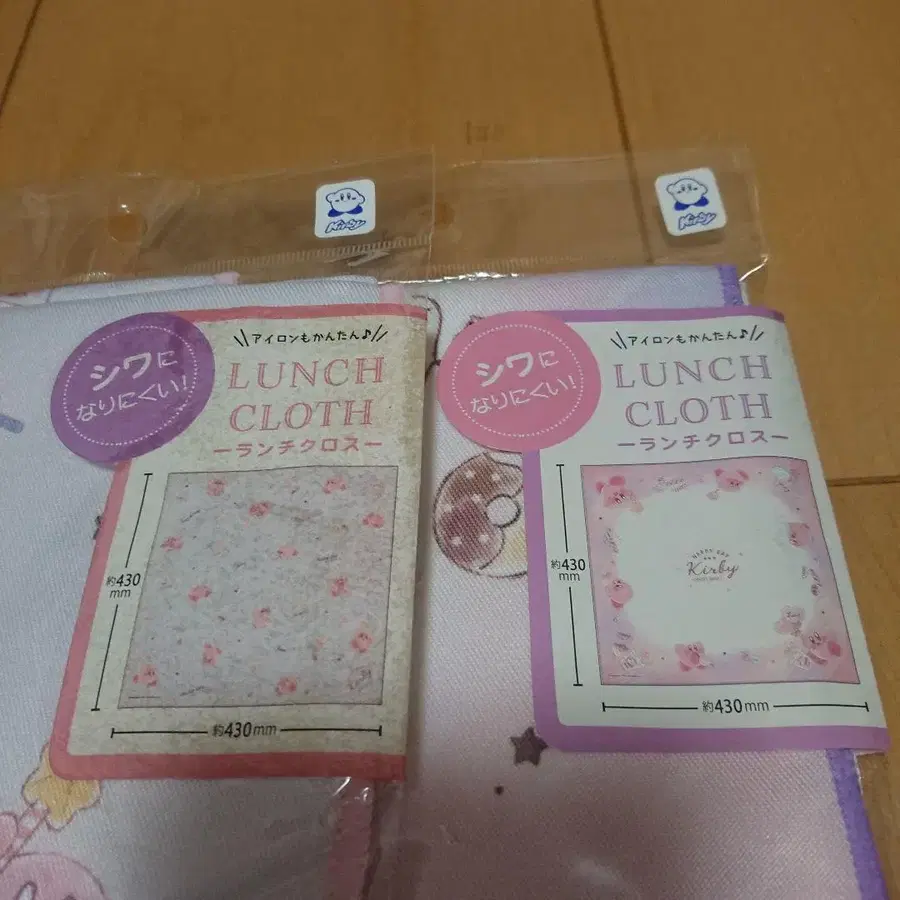 Kirby
\\アイロンもかんたん♪//
シワに
なりにくい!
LUNCH
CLOTH
ーランチクロスー
約430
mm
約430mm
Kirby
\\アイロンもかんたん♪//
シワに
なりにくい!
LUNCH
CLOTH
ーランチクロスー
約430
mm
HAPPY DAY
Kirby
約430mm